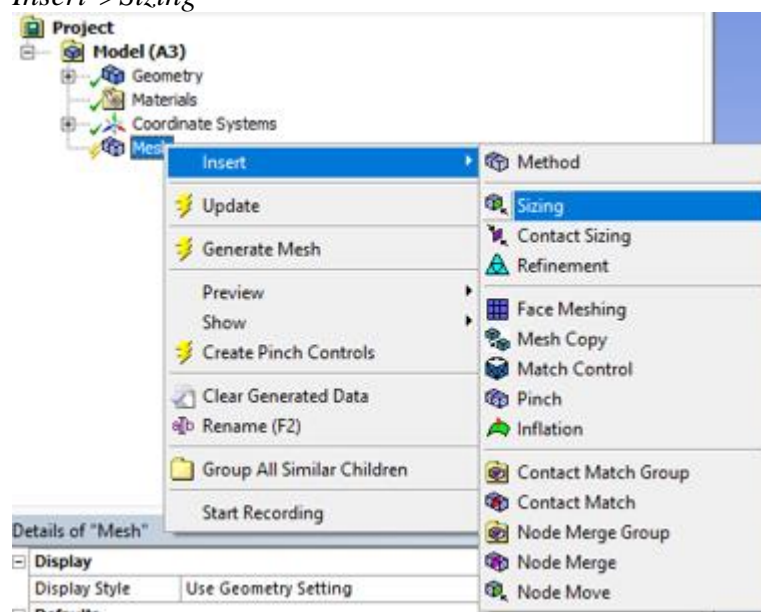 Insert>Sizing
Project
Model (A3)
Geometry
Materials
Coordinate Systems
Mesh
Insert
Update
Generate Mesh
Preview
Show
Create Pinch Controls
Clear Generated Data
Rename (F2)
Group All Similar Children
Start Recording
Method
Sizing
Contact Sizing
Refinement
Face Meshing
Mesh Copy
Match Control
Pinch
Inflation
Contact Match Group
Contact Match
Node Merge Group
Node Merge
Node Move
Details of "Mesh"
Display
Display Style Use Geometry Setting
Defaults